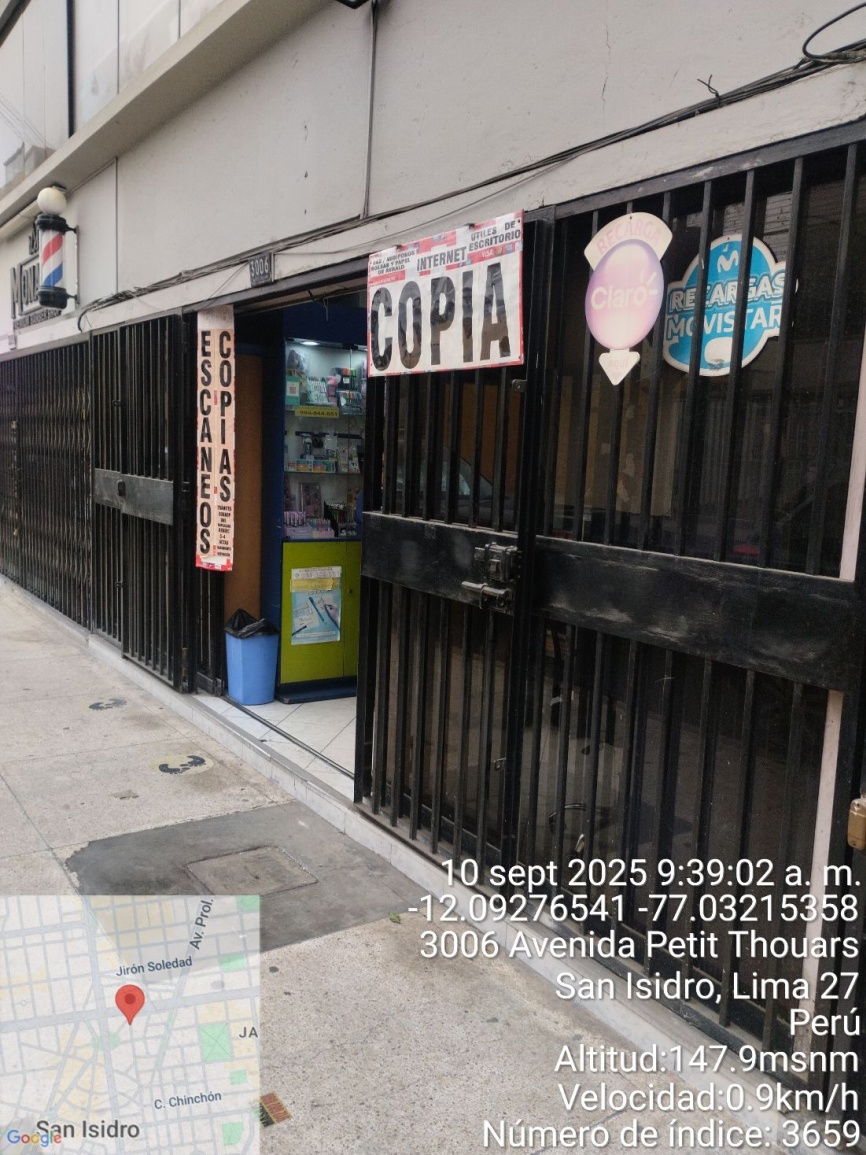 3006
UTILES DE
ESCRITORIO
INTERNET
COPIA
RECARGA
Claro
RECARGAS
MOVISTAR
ESCANEOS
COPIAS
10 sept 2025 9:39:02 a. m.
-12.09276541 -77.03215358
3006 Avenida Petit Thouars
San Isidro, Lima 27
Perú
Altitud:147.9msnm
Velocidad:0.9km/h
Número de índice: 3659
Av. Prol.
Jirón Soledad
JA
C. Chinchón
San Isidro
Google